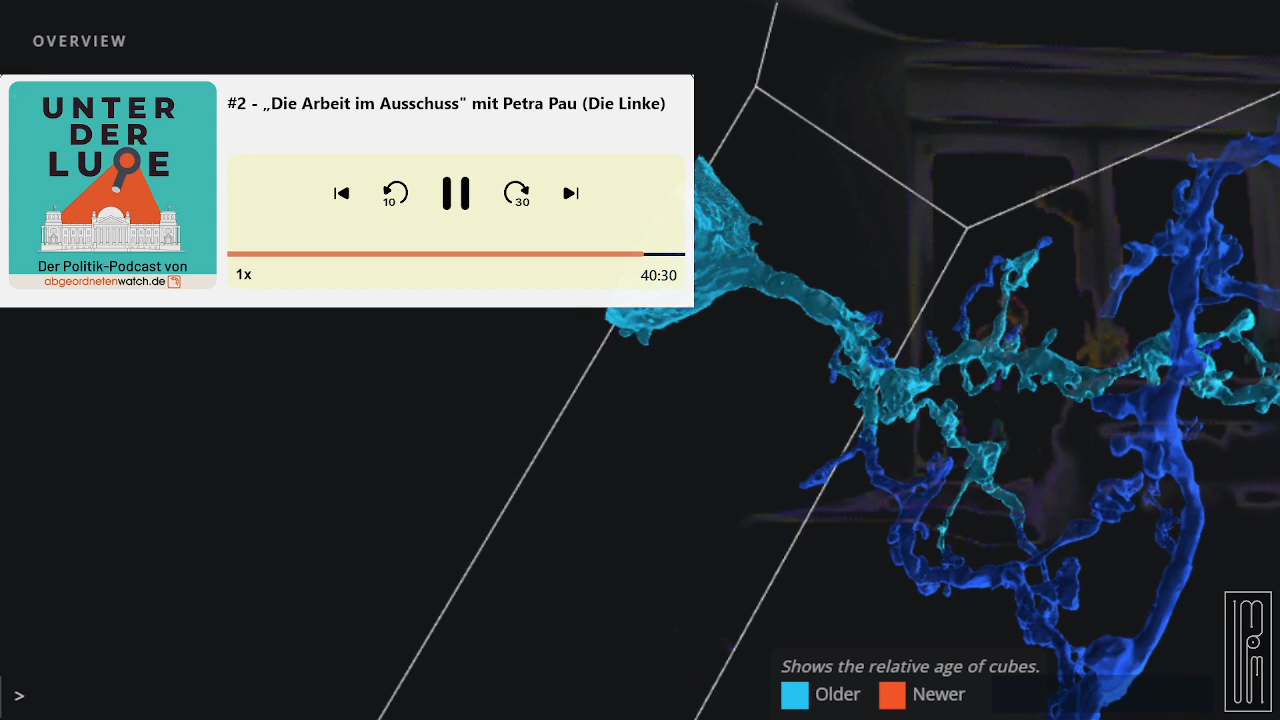 OVERVIEW
UNTER
DER
LUPE
Der Politik-Podcast von
abgeordnetenwatch.de
#2 - „Die Arbeit im Ausschuss" mit Petra Pau (Die Linke)
10
30
1x
40:30
Shows the relative age of cubes.
Older
Newer
>